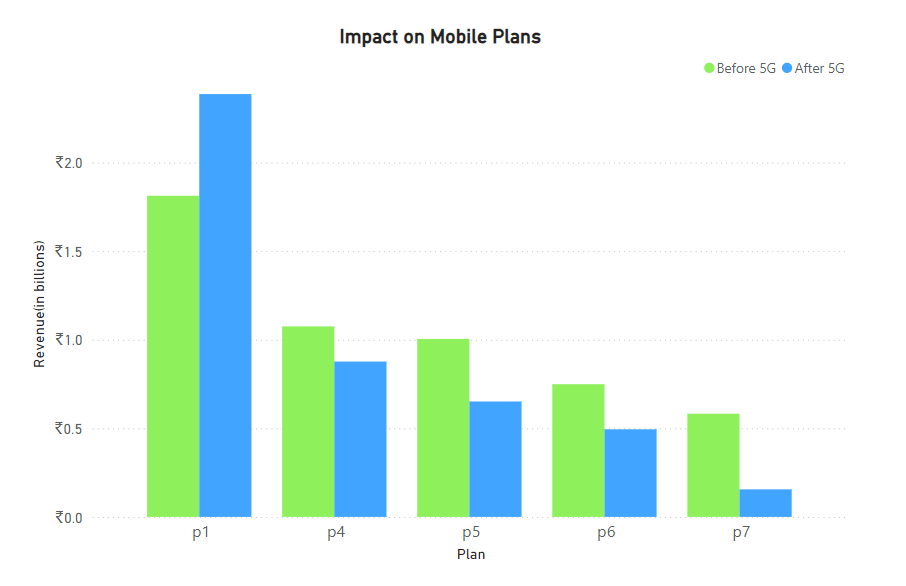 Impact on Mobile Plans
Before 5G After 5G
₹2.0
₹1.5
₹1.0
₹0.5
₹0.0
Revenue(in billions)
p1 p4 p5 p6 p7
Plan